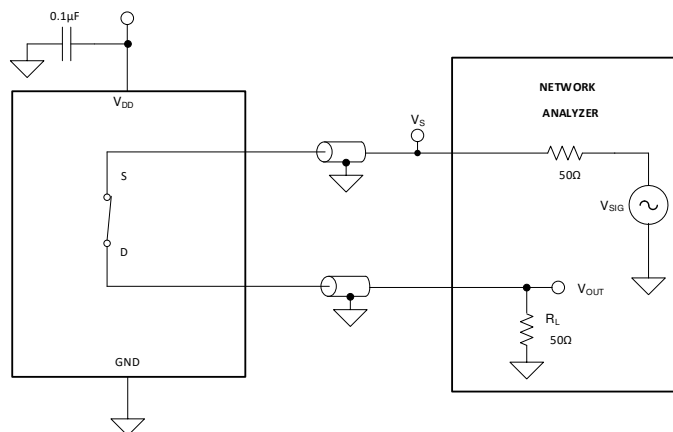 0.1µF
V_DD
NETWORK
ANALYZER
V_S
S
50Ω
V_SIG
D
V_OUT
R_L
50Ω
GND